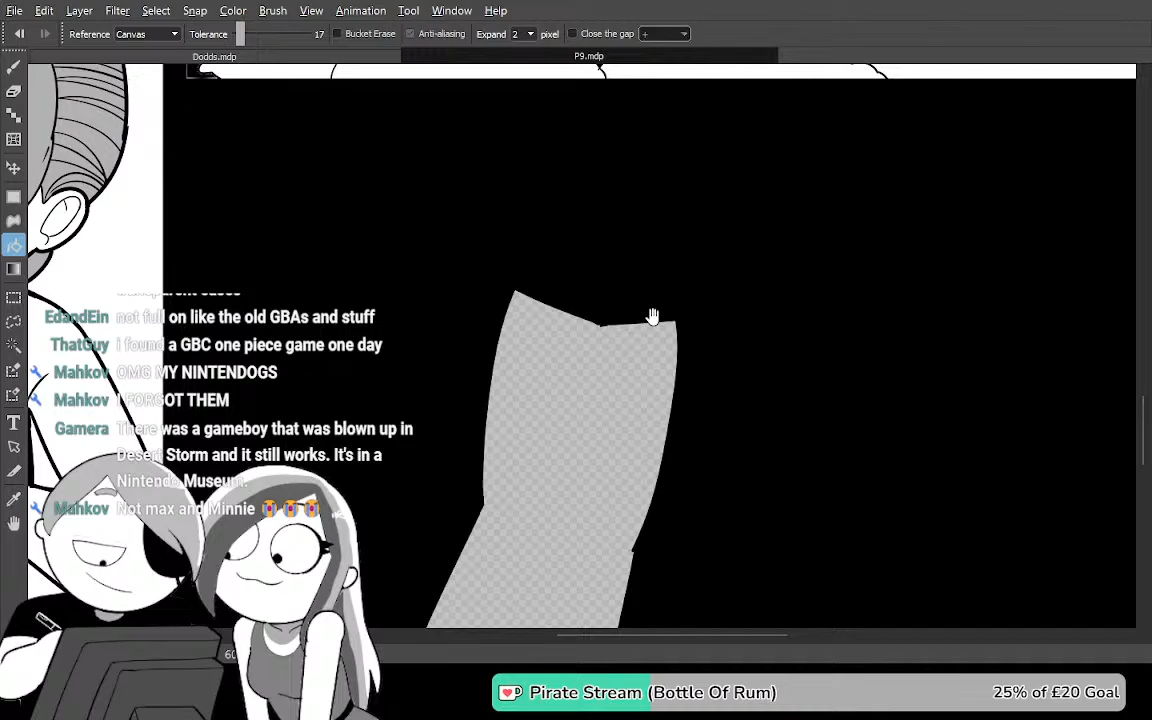 File Edit Layer Filter Select Snap Color Brush Study View Animation Tool Window Help
Reference Canvas Tolerance 17 Bucket Erase Anti-aliasing Expand 2 pixel Close the gap +
Dodds.mdp P9.mdp
EdandEin not full on like the old GBAs and stuff
ThatGuy i found a GBC one piece game one day
Mahkov OMG MY NINTENDOGS
Mahkov I FORGOT THEM
Gamera There was a gameboy that was blown up in
Desert Storm and it still works. It's in a
Nintendo Museum.
Mahkov Not max and Minnie 😭😭😭
Pirate Stream (Bottle Of Rum) 25% of £20 Goal